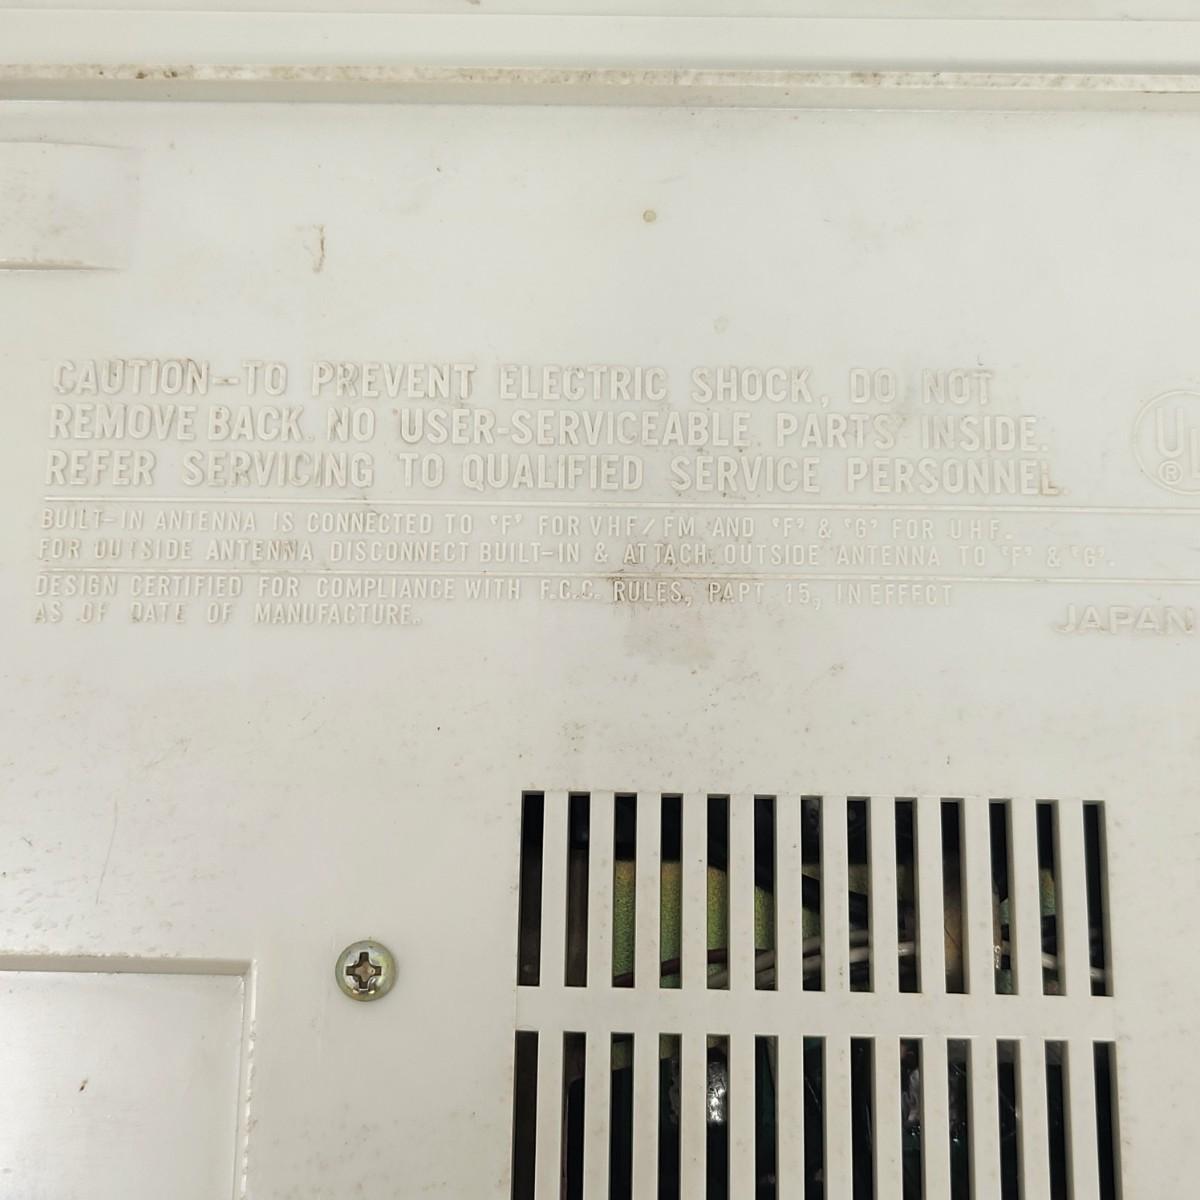 CAUTION-TO PREVENT ELECTRIC SHOCK, DO NOT
REMOVE BACK. NO USER-SERVICEABLE PARTS INSIDE.
REFER SERVICING TO QUALIFIED SERVICE PERSONNEL
UL
®
BUILT-IN ANTENNA IS CONNECTED TO 'F' FOR VHF/FM AND 'F' & 'G' FOR UHF.
FOR OUTSIDE ANTENNA DISCONNECT BUILT-IN & ATTACH OUTSIDE ANTENNA TO 'F' & 'G'.
DESIGN CERTIFIED FOR COMPLIANCE WITH F.C.C. RULES, PART 15, IN EFFECT
AS OF DATE OF MANUFACTURE.
JAPAN